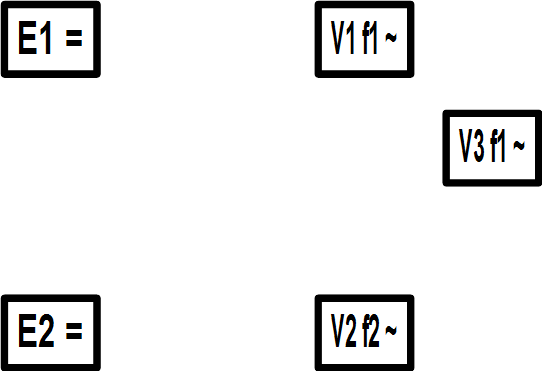 E1 =
V1 f1 ~
V3 f1 ~
E2 =
V2 f2 ~